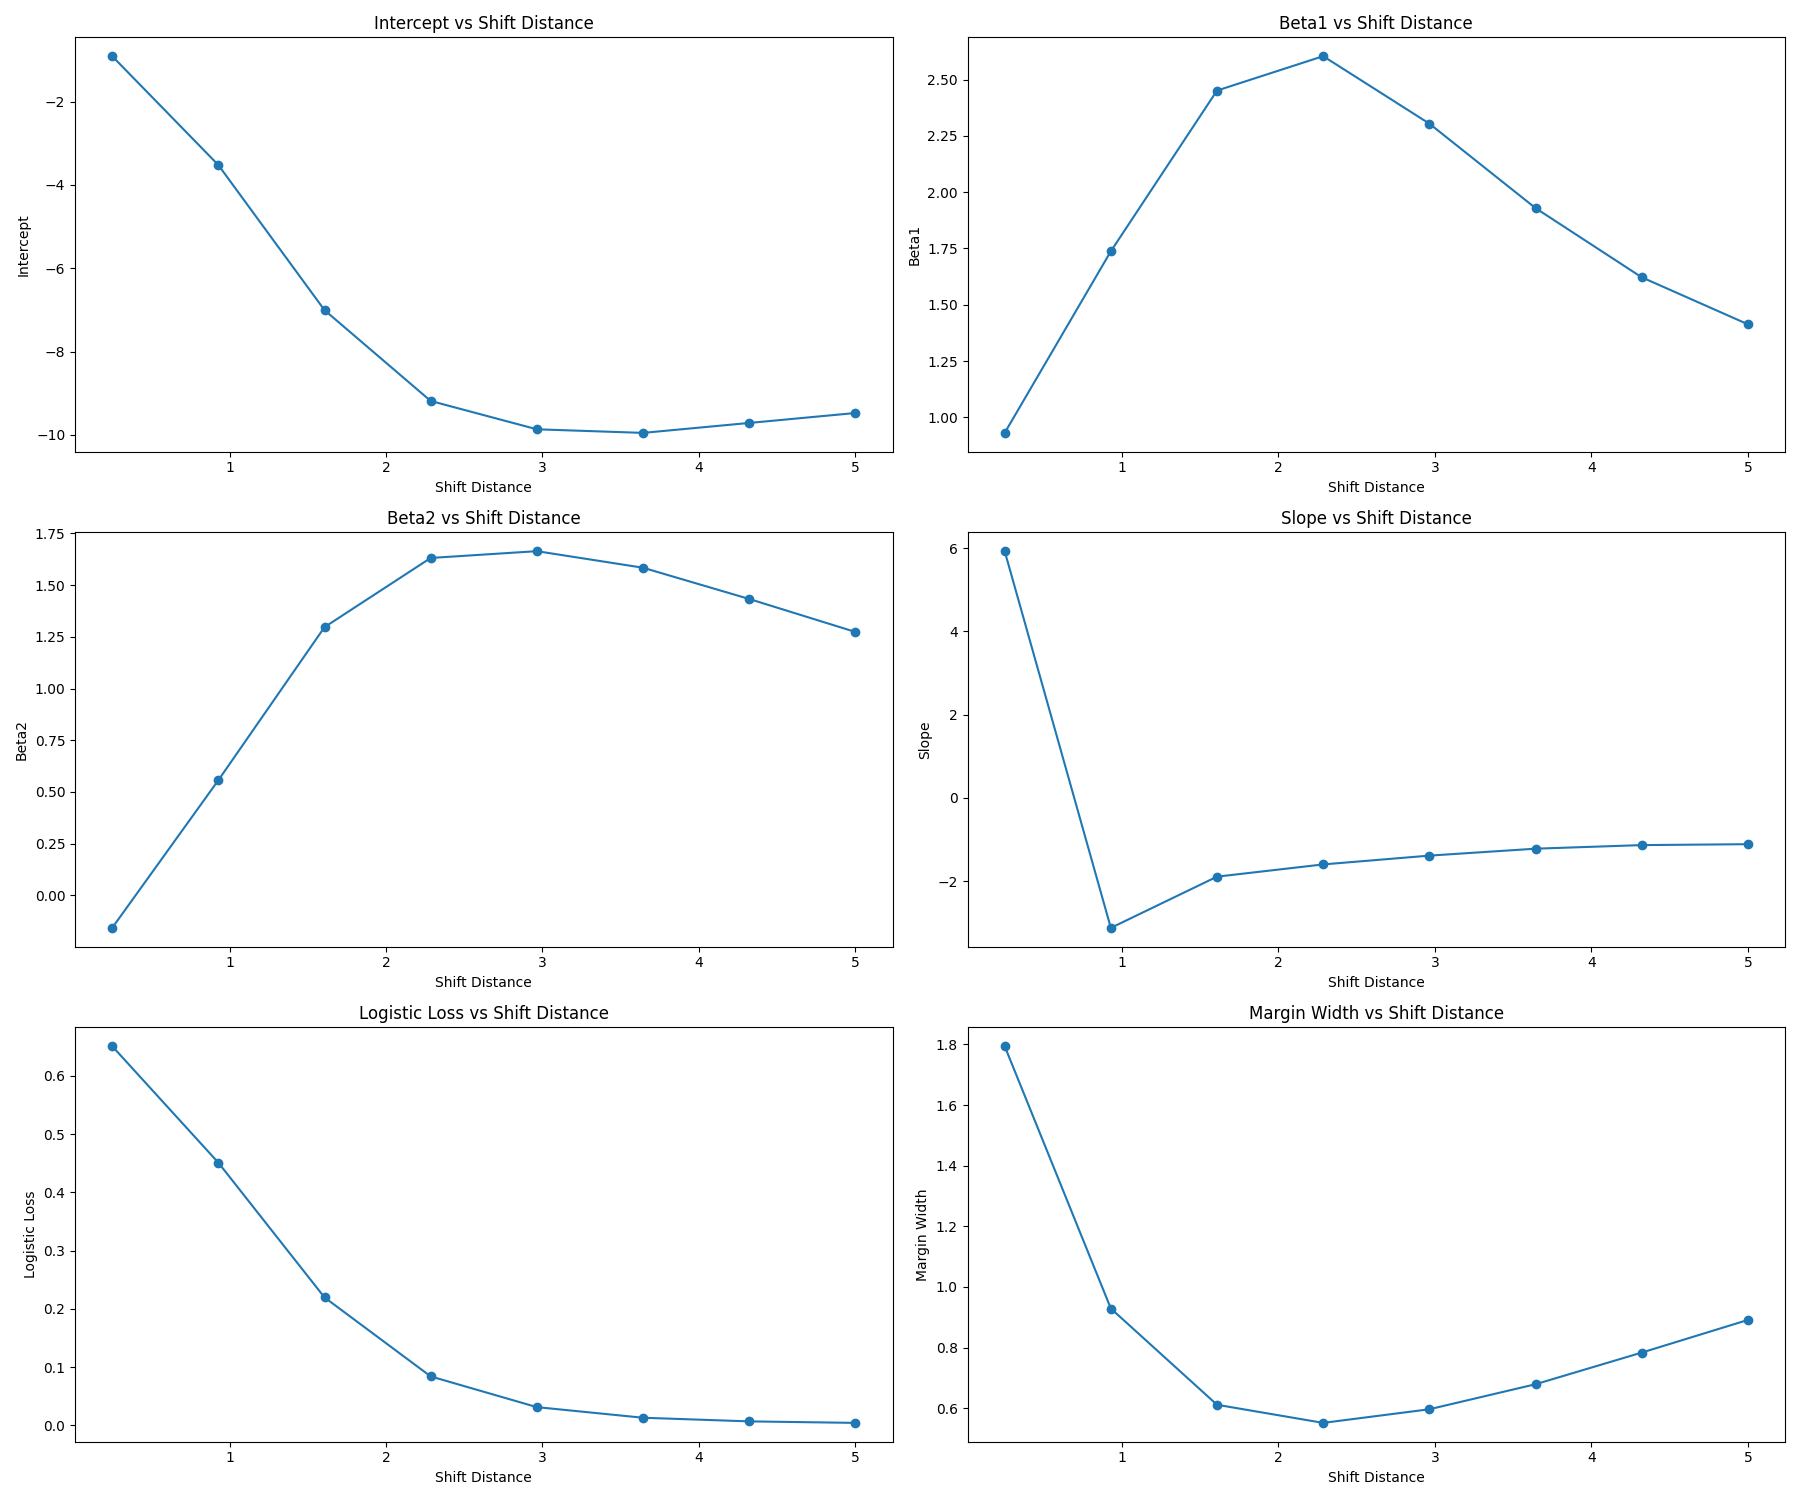 Intercept vs Shift Distance
Intercept
−2
−4
−6
−8
−10
1 2 3 4 5
Shift Distance
Beta1 vs Shift Distance
Beta1
2.50
2.25
2.00
1.75
1.50
1.25
1.00
1 2 3 4 5
Shift Distance
Beta2 vs Shift Distance
Beta2
1.75
1.50
1.25
1.00
0.75
0.50
0.25
0.00
1 2 3 4 5
Shift Distance
Slope vs Shift Distance
Slope
6
4
2
0
−2
1 2 3 4 5
Shift Distance
Logistic Loss vs Shift Distance
Logistic Loss
0.6
0.5
0.4
0.3
0.2
0.1
0.0
1 2 3 4 5
Shift Distance
Margin Width vs Shift Distance
Margin Width
1.8
1.6
1.4
1.2
1.0
0.8
0.6
1 2 3 4 5
Shift Distance